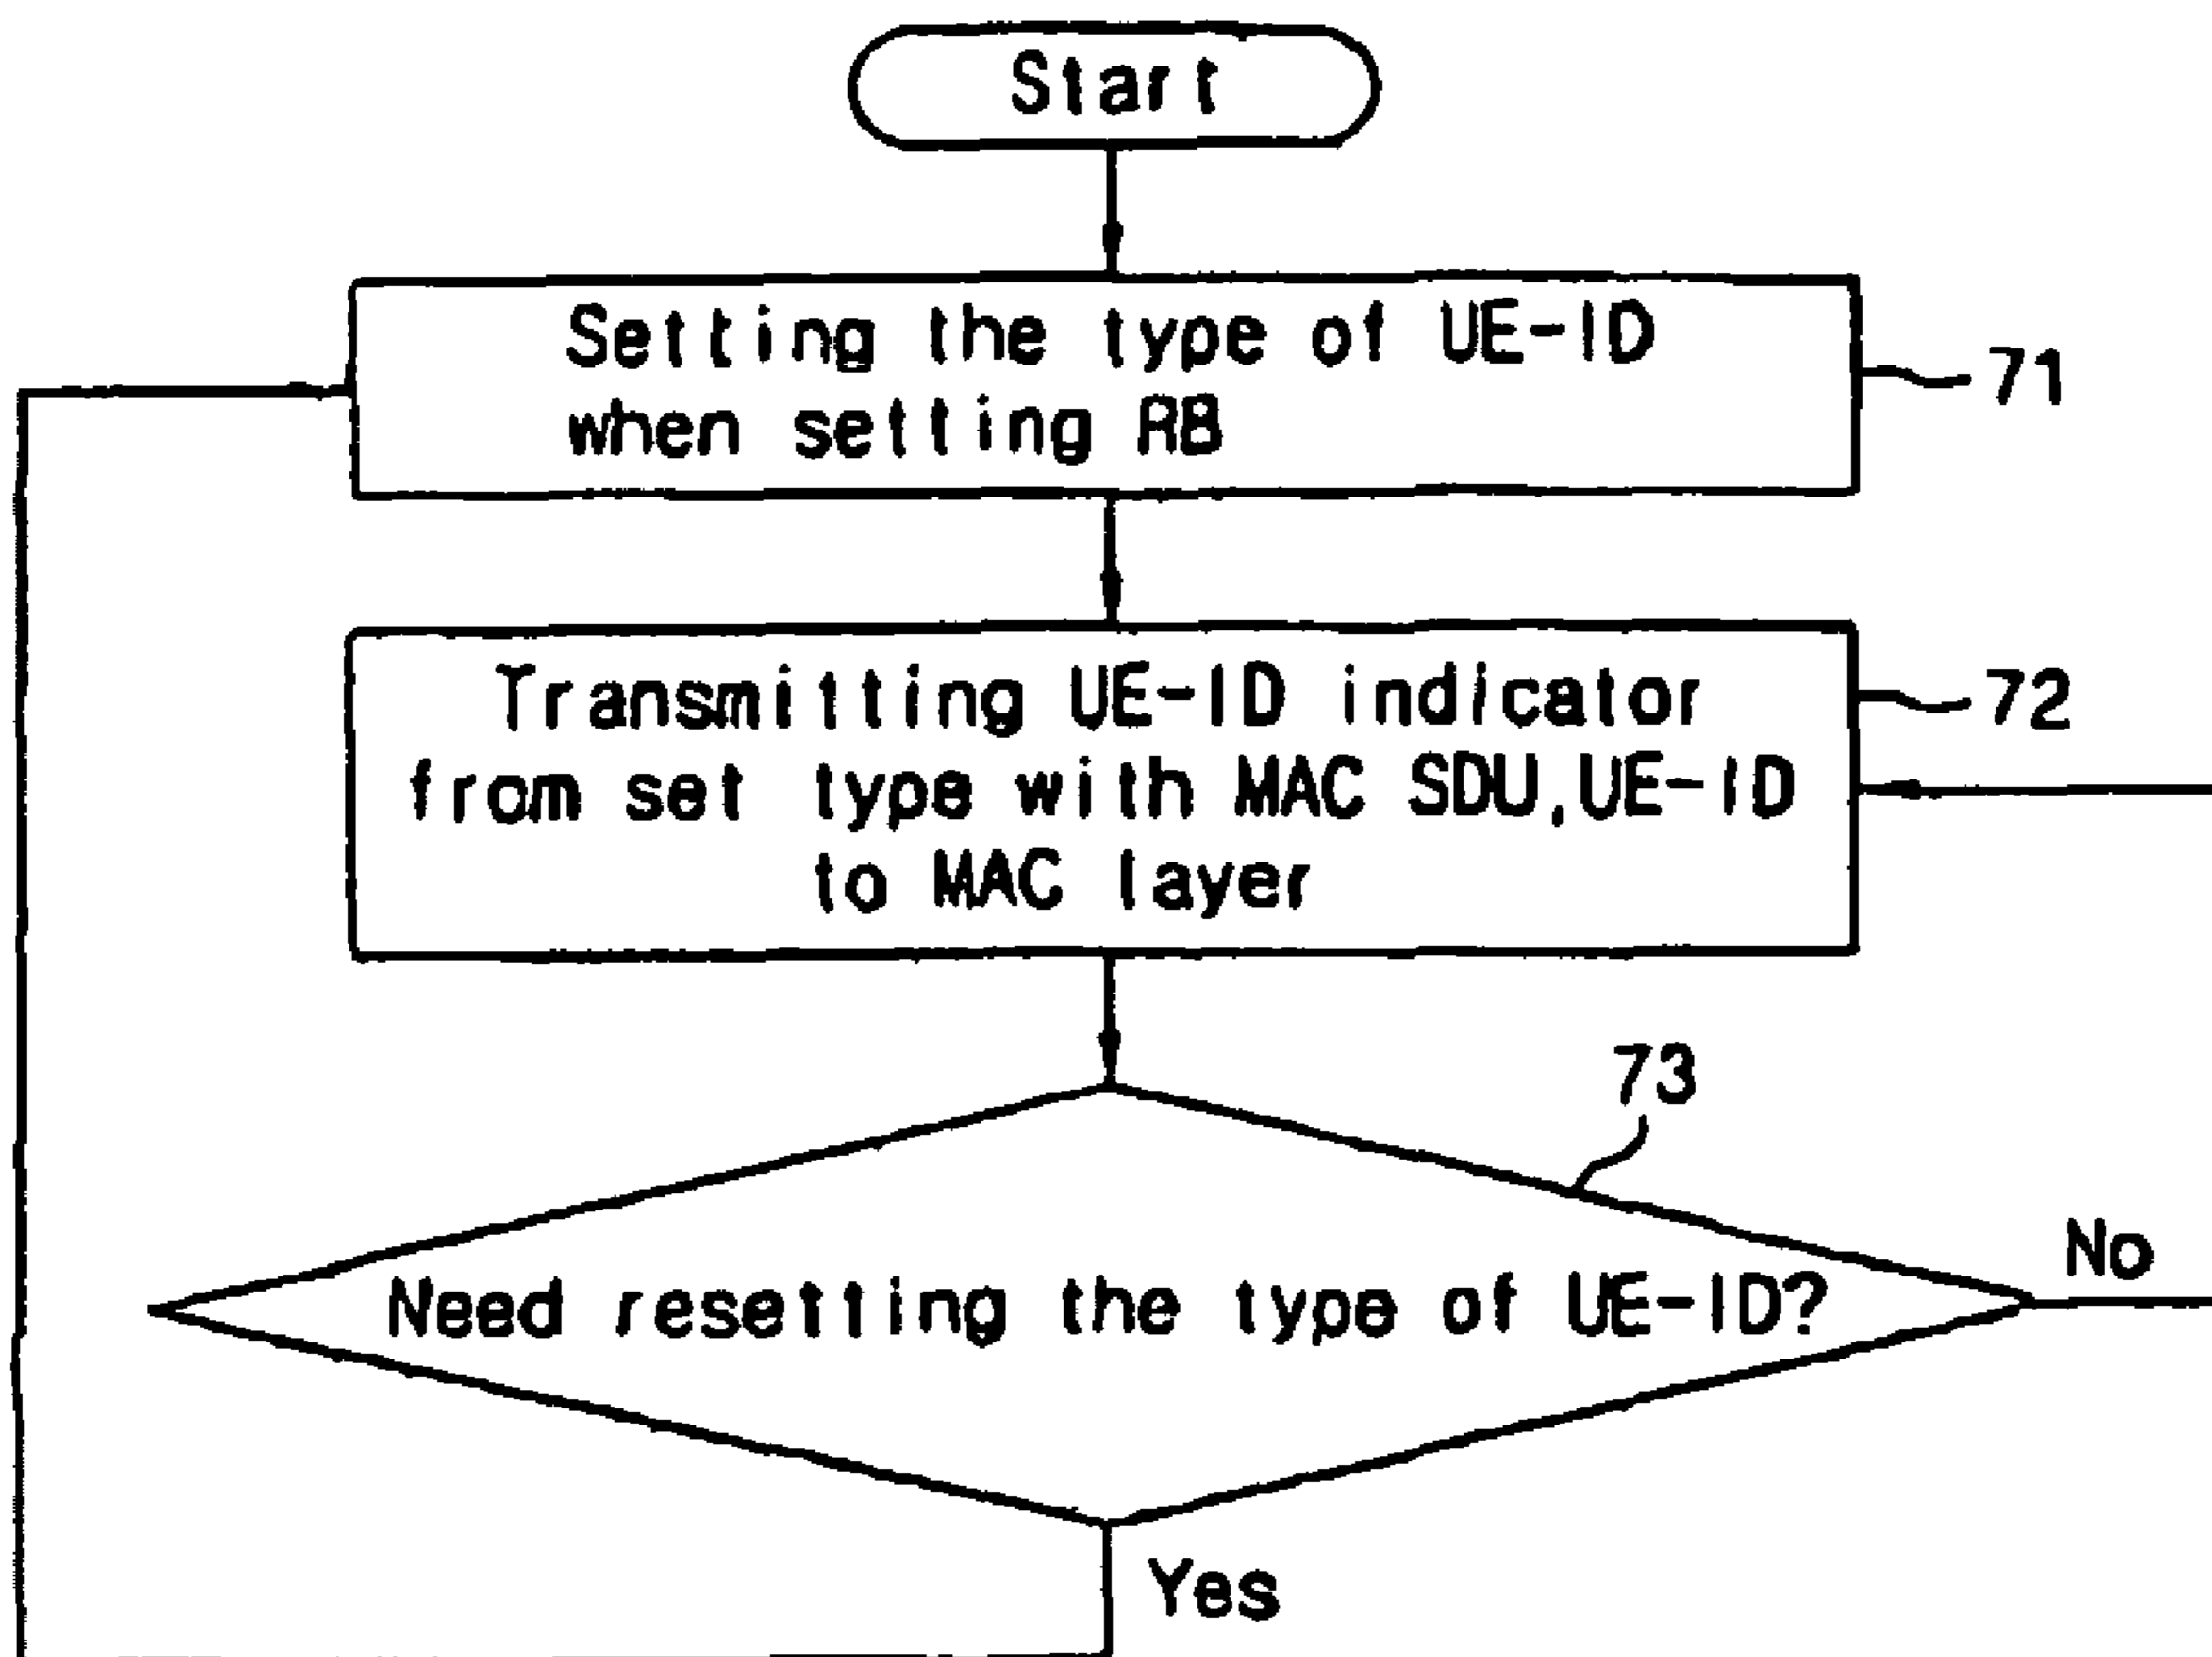 Start
Setting the type of UE-ID
when setting RB
71
Transmitting UE-ID indicator
from set type with MAC SDU,UE-ID
to MAC layer
72
73
Need resetting the type of UE-ID?
No
Yes